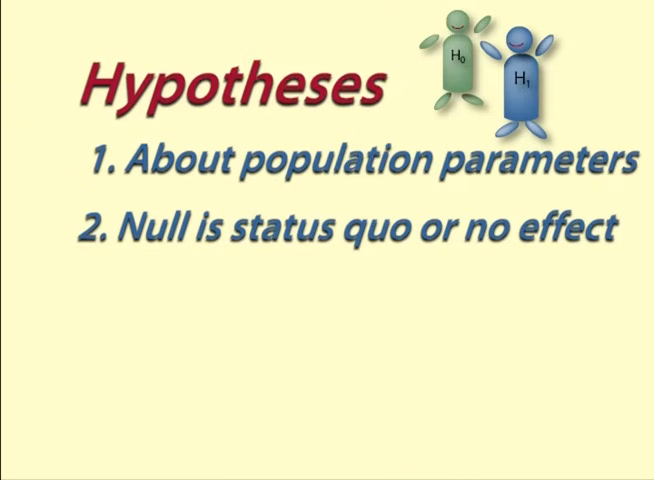 Hypotheses
H₀
H₁
1. About population parameters
2. Null is status quo or no effect